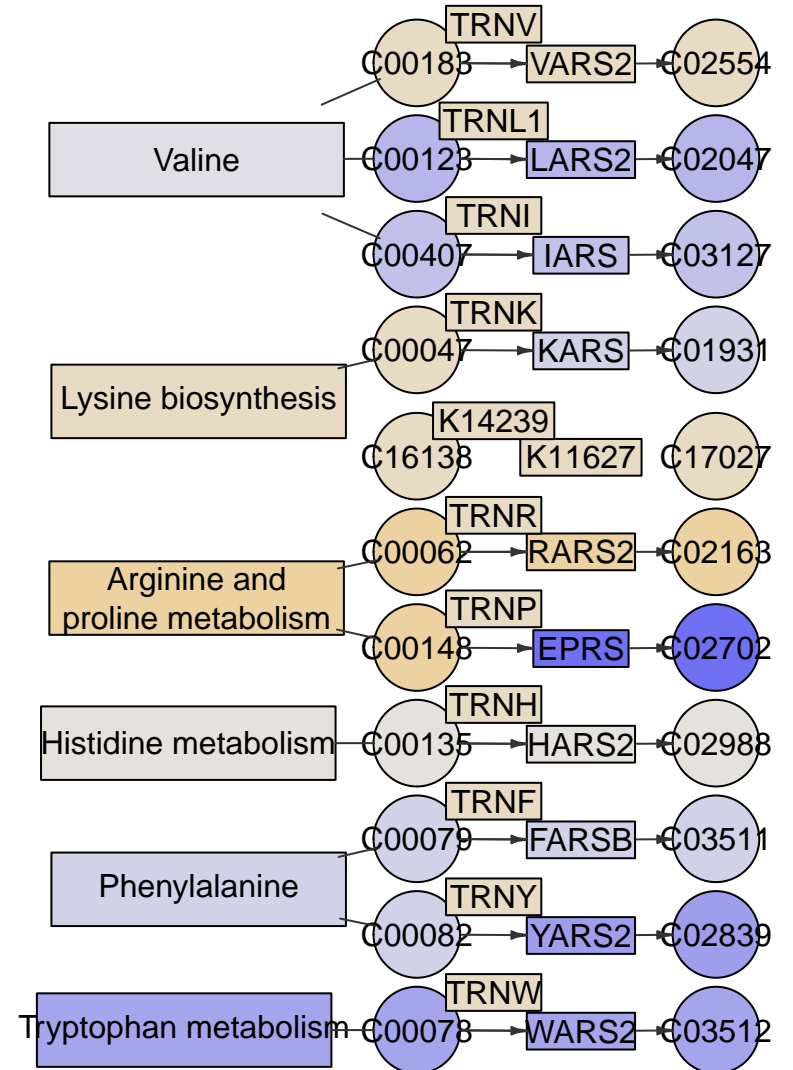 TRNV
C00183
VARS2
C02554
TRNL1
Valine
C00123
LARS2
C02047
TRNI
C00407
IARS
C03127
TRNK
C00047
KARS
C01931
Lysine biosynthesis
K14239
C16138
K11627
C17027
TRNR
C00062
RARS2
C02163
Arginine and
proline metabolism
TRNP
C00148
EPRS
C02702
TRNH
Histidine metabolism
C00135
HARS2
C02988
TRNF
C00079
FARSB
C03511
Phenylalanine
TRNY
C00082
YARS2
C02839
TRNW
Tryptophan metabolism
C00078
WARS2
C03512